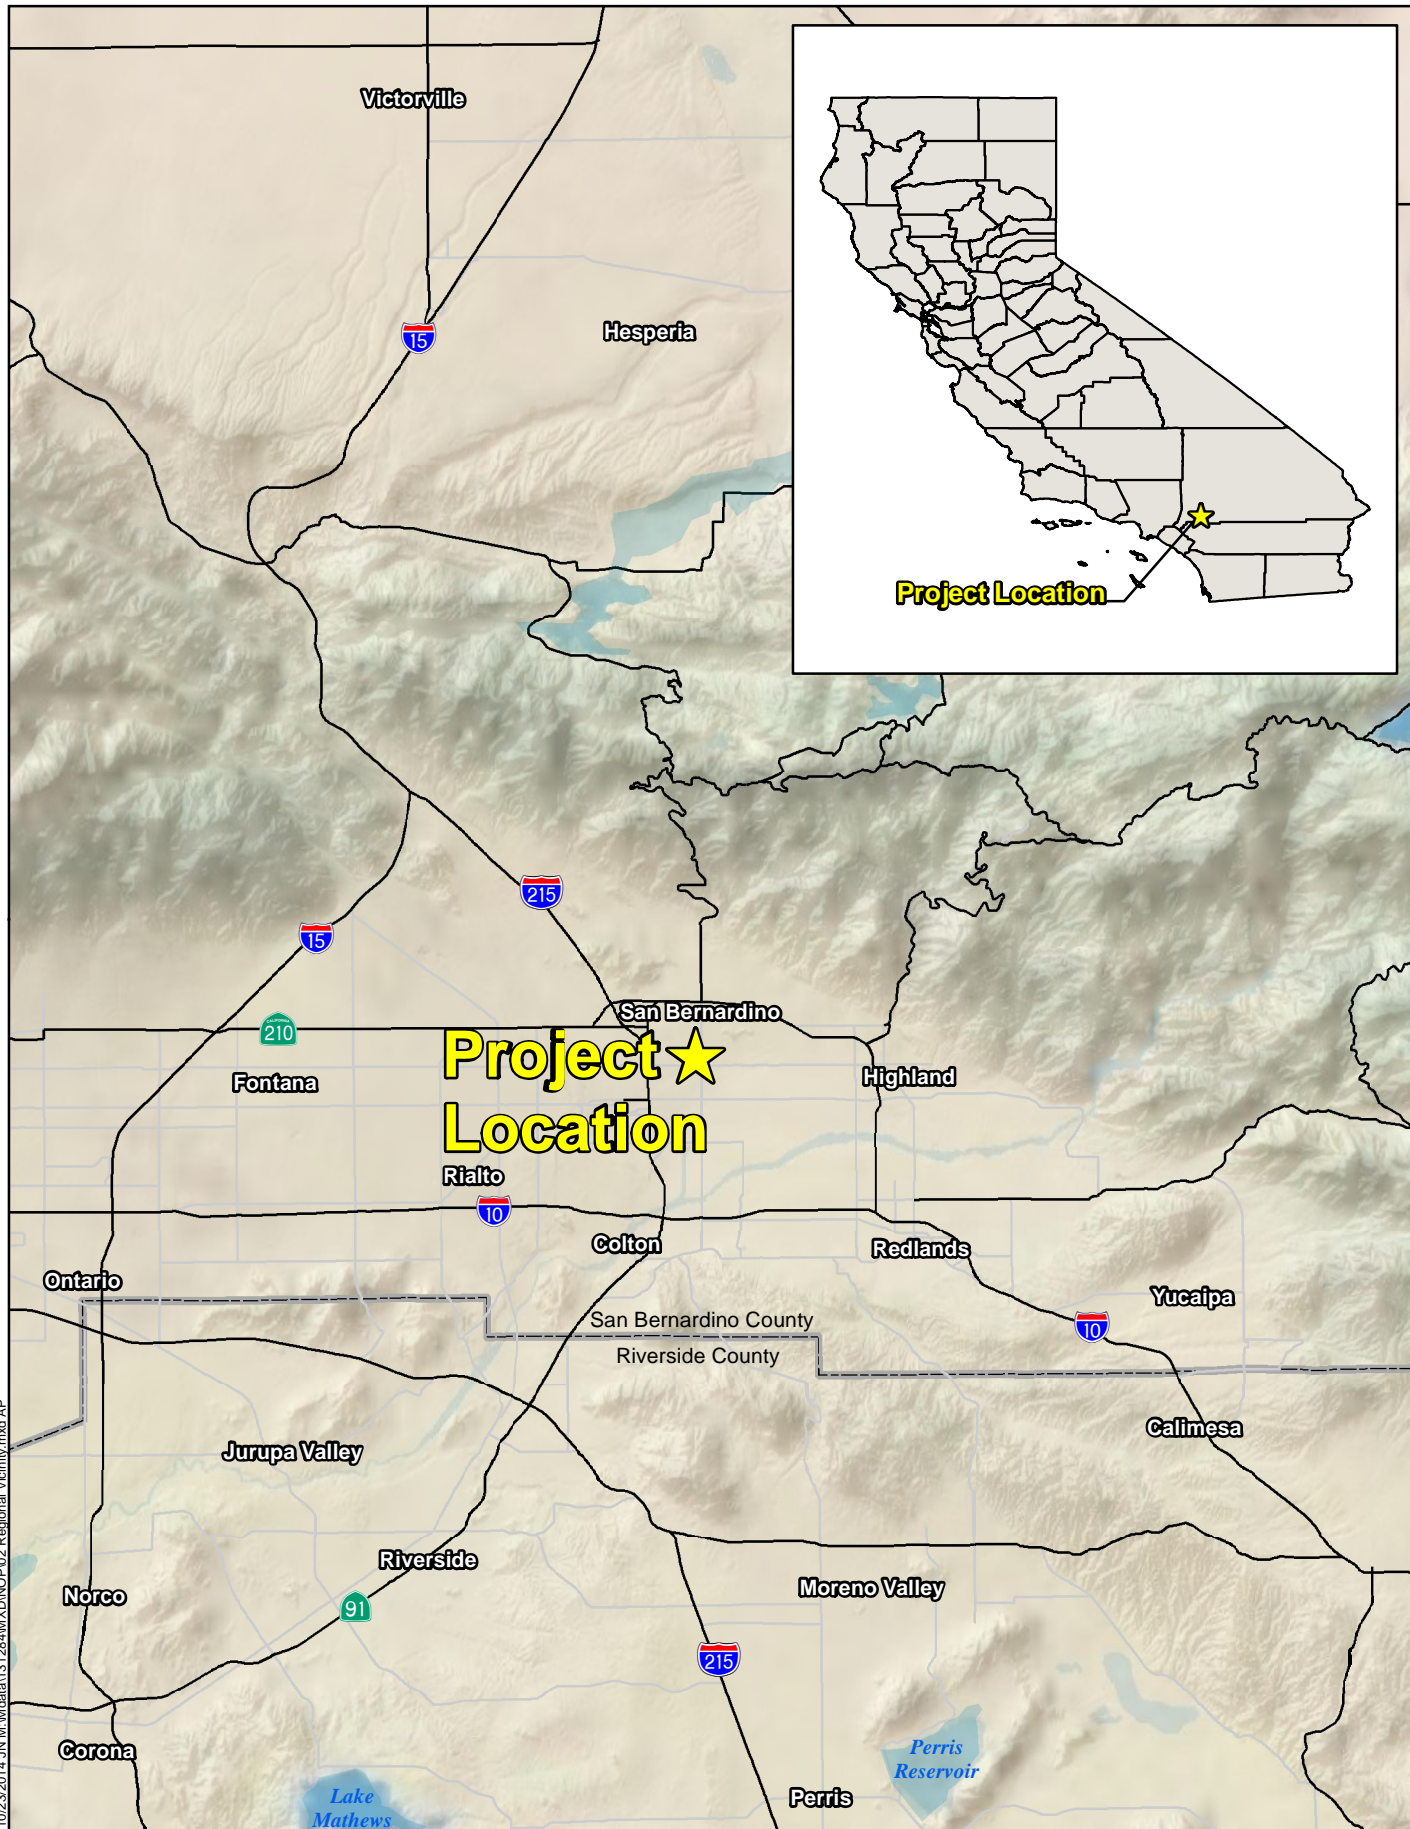 Victorville
15
Hesperia
Project Location
215
15
San Bernardino
CALIFORNIA
210
Project
Location
Fontana
Highland
Rialto
10
Colton
Redlands
Ontario
Yucaipa
San Bernardino County
10
Riverside County
Calimesa
Jurupa Valley
Riverside
Moreno Valley
Norco
91
215
Corona
Perris
Reservoir
Lake
Mathews
Perris